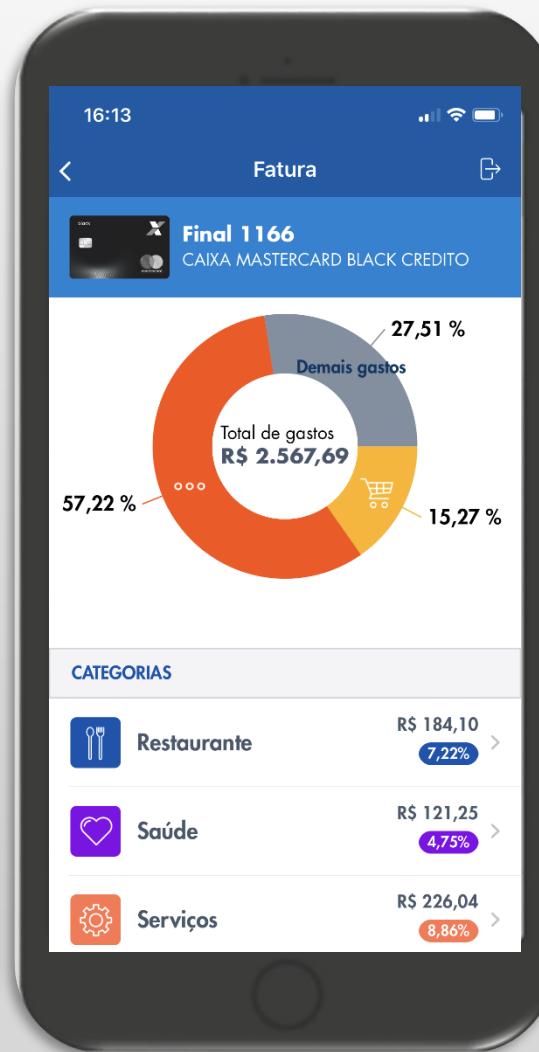 16:13
Fatura
black
Final 1166
CAIXA MASTERCARD BLACK CREDITO
27,51 %
Demais gastos
Total de gastos
R$ 2.567,69
57,22 %
15,27 %
CATEGORIAS
Restaurante
R$ 184,10
7,22%
Saúde
R$ 121,25
4,75%
Serviços
R$ 226,04
8,86%